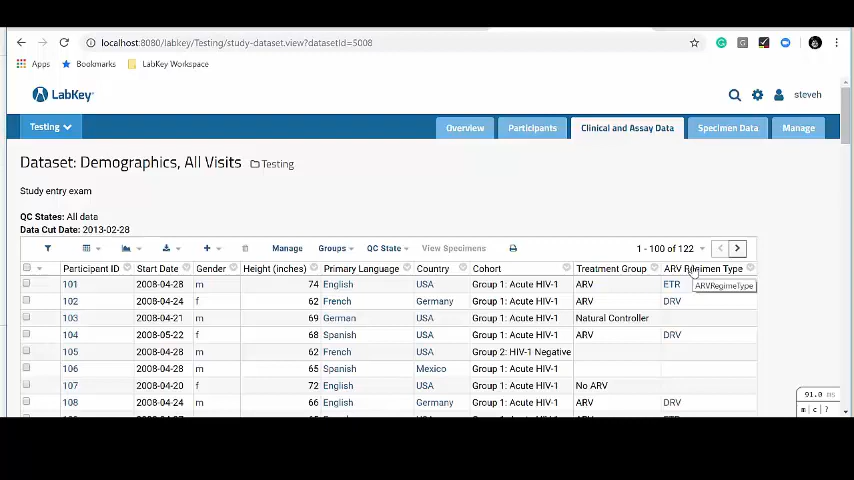 localhost:8080/labkey/Testing/study-dataset.view?datasetId=5008
Apps Bookmarks LabKey Workspace
LabKey steveh
Testing Overview Participants Clinical and Assay Data Specimen Data Manage
Dataset: Demographics, All Visits Testing
Study entry exam
QC States: All data
Data Cut Date: 2013-02-28
Manage Groups QC State View Specimens 1 - 100 of 122
Participant ID Start Date Gender Height (inches) Primary Language Country Cohort Treatment Group ARV Regimen Type
101 2008-04-28 m 74 English USA Group 1: Acute HIV-1 ARV ETR ARVRegimeType
102 2008-04-24 f 62 French Germany Group 1: Acute HIV-1 ARV DRV
103 2008-04-21 m 69 German USA Group 1: Acute HIV-1 Natural Controller
104 2008-05-22 f 68 Spanish USA Group 1: Acute HIV-1 ARV DRV
105 2008-04-28 m 62 French USA Group 2: HIV-1 Negative
106 2008-04-28 m 65 Spanish Mexico Group 1: Acute HIV-1
107 2008-04-20 f 72 English USA Group 1: Acute HIV-1 No ARV
108 2008-04-24 m 66 English Germany Group 1: Acute HIV-1 ARV DRV
91.0 ms
m c ?